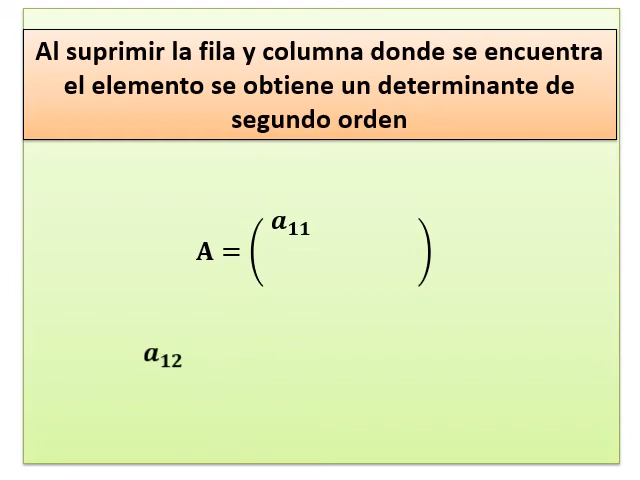 Al suprimir la fila y columna donde se encuentra
el elemento se obtiene un determinante de
segundo orden
a₁₁
A = ( )
a₁₂